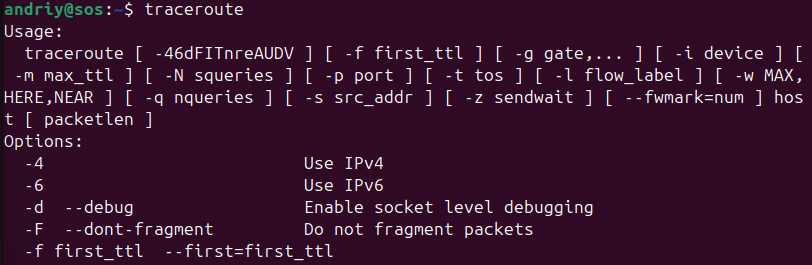 andriy@sos:~$ traceroute
Usage:
  traceroute [ -46dFITnreAUDV ] [ -f first_ttl ] [ -g gate,... ] [ -i device ] [
 -m max_ttl ] [ -N squeries ] [ -p port ] [ -t tos ] [ -l flow_label ] [ -w MAX,
HERE,NEAR ] [ -q nqueries ] [ -s src_addr ] [ -z sendwait ] [ --fwmark=num ] hos
t [ packetlen ]
Options:
  -4                          Use IPv4
  -6                          Use IPv6
  -d  --debug                 Enable socket level debugging
  -F  --dont-fragment         Do not fragment packets
  -f first_ttl  --first=first_ttl